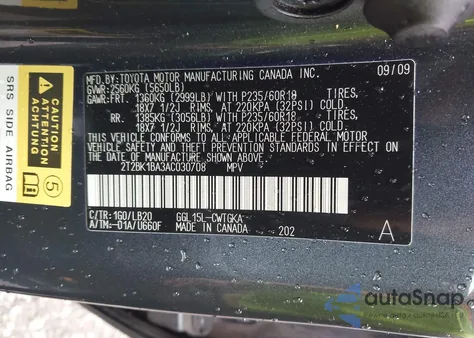 MFD. BY: TOYOTA MOTOR MANUFACTURING CANADA INC. 09/09
GVWR: 2560KG (5650LB)
GAWR: FRT. 1360KG (2999LB) WITH P235/60R18 TIRES,
18X7 1/2J RIMS, AT 220KPA (32PSI) COLD.
RR. 1385KG (3056LB) WITH P235/60R18 TIRES,
18X7 1/2J RIMS, AT 220KPA (32PSI) COLD.
THIS VEHICLE CONFORMS TO ALL APPLICABLE FEDERAL MOTOR
VEHICLE SAFETY AND THEFT PREVENTION STANDARDS IN
EFFECT ON THE DATE OF MANUFACTURE SHOWN ABOVE.
2T2BK1BA3AC030708 MPV
C/TR: 1G0/LB20 GGL15L-CWTGKA
A/TM: -01A/U660F MADE IN CANADA 202 A
SRS SIDE AIRBAG
CAUTION
ACHTUNG
5
autoSnap